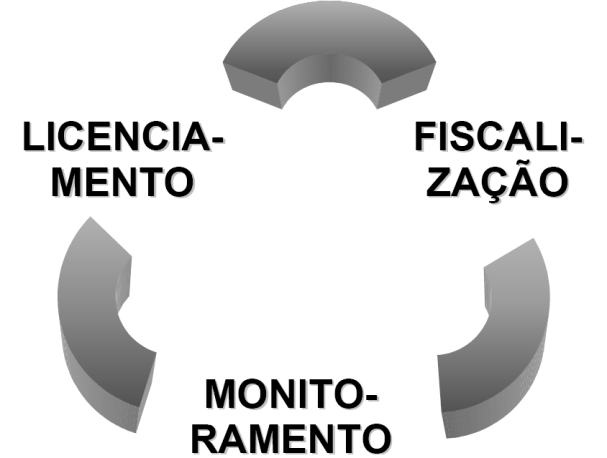 LICENCIA-
MENTO
FISCALI-
ZAÇÃO
MONITO-
RAMENTO